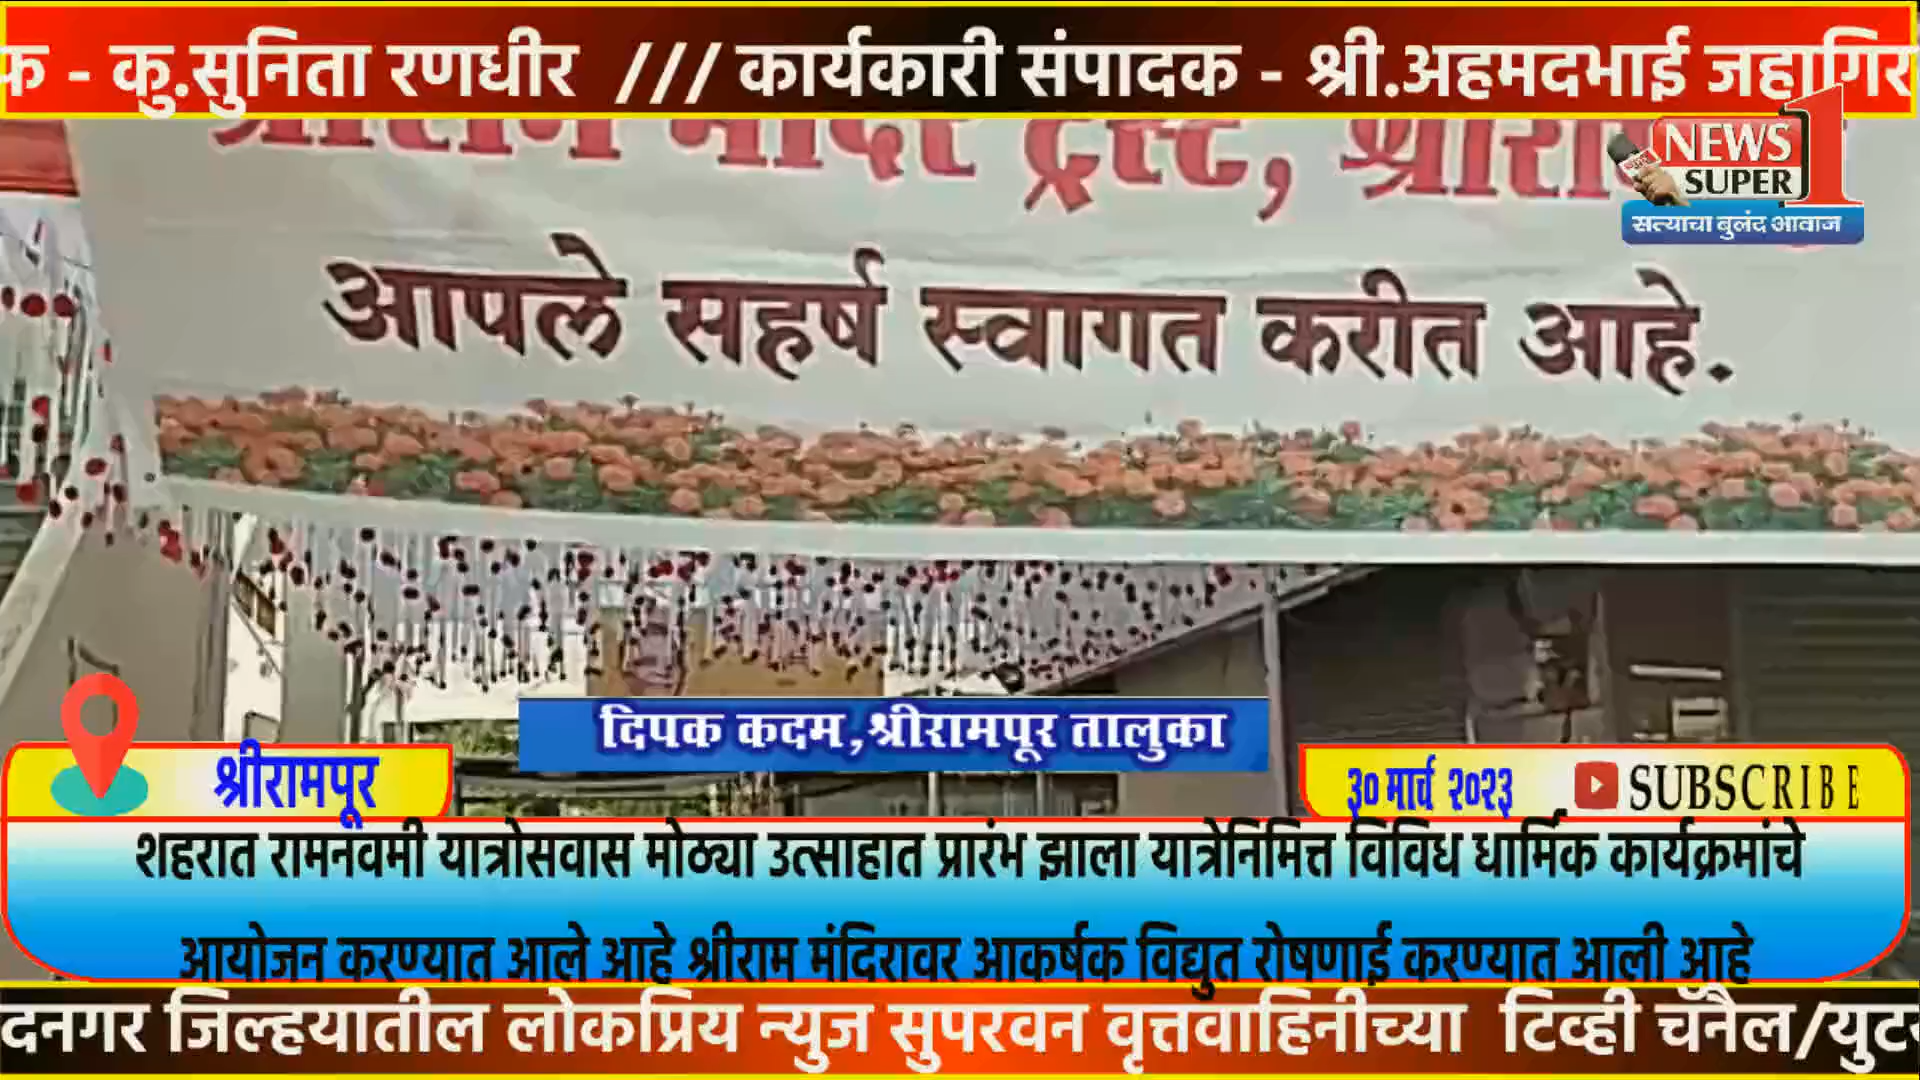 फ - कु.सुनिता रणधीर /// कार्यकारी संपादक - श्री.अहमदभाई जहागिर
श्रीराम मंदिर ट्रस्ट,
NEWS 1
SUPER
सत्याचा बुलंद आवाज
आपले सहर्ष स्वागत करीत आहे.
दिपक कदम,श्रीरामपूर तालुका
श्रीरामपूर
३० मार्च २०२३
SUBSCRIBE
शहरात रामनवमी यात्रोसवास मोठ्या उत्साहात प्रारंभ झाला यात्रेनिमित्त विविध धार्मिक कार्यक्रमांचे
आयोजन करण्यात आले आहे श्रीराम मंदिरावर आकर्षक विद्युत रोषणाई करण्यात आली आहे
दनगर जिल्हयातील लोकप्रिय न्युज सुपरवन वृत्तवाहिनीच्या टिव्ही चॅनैल/युट